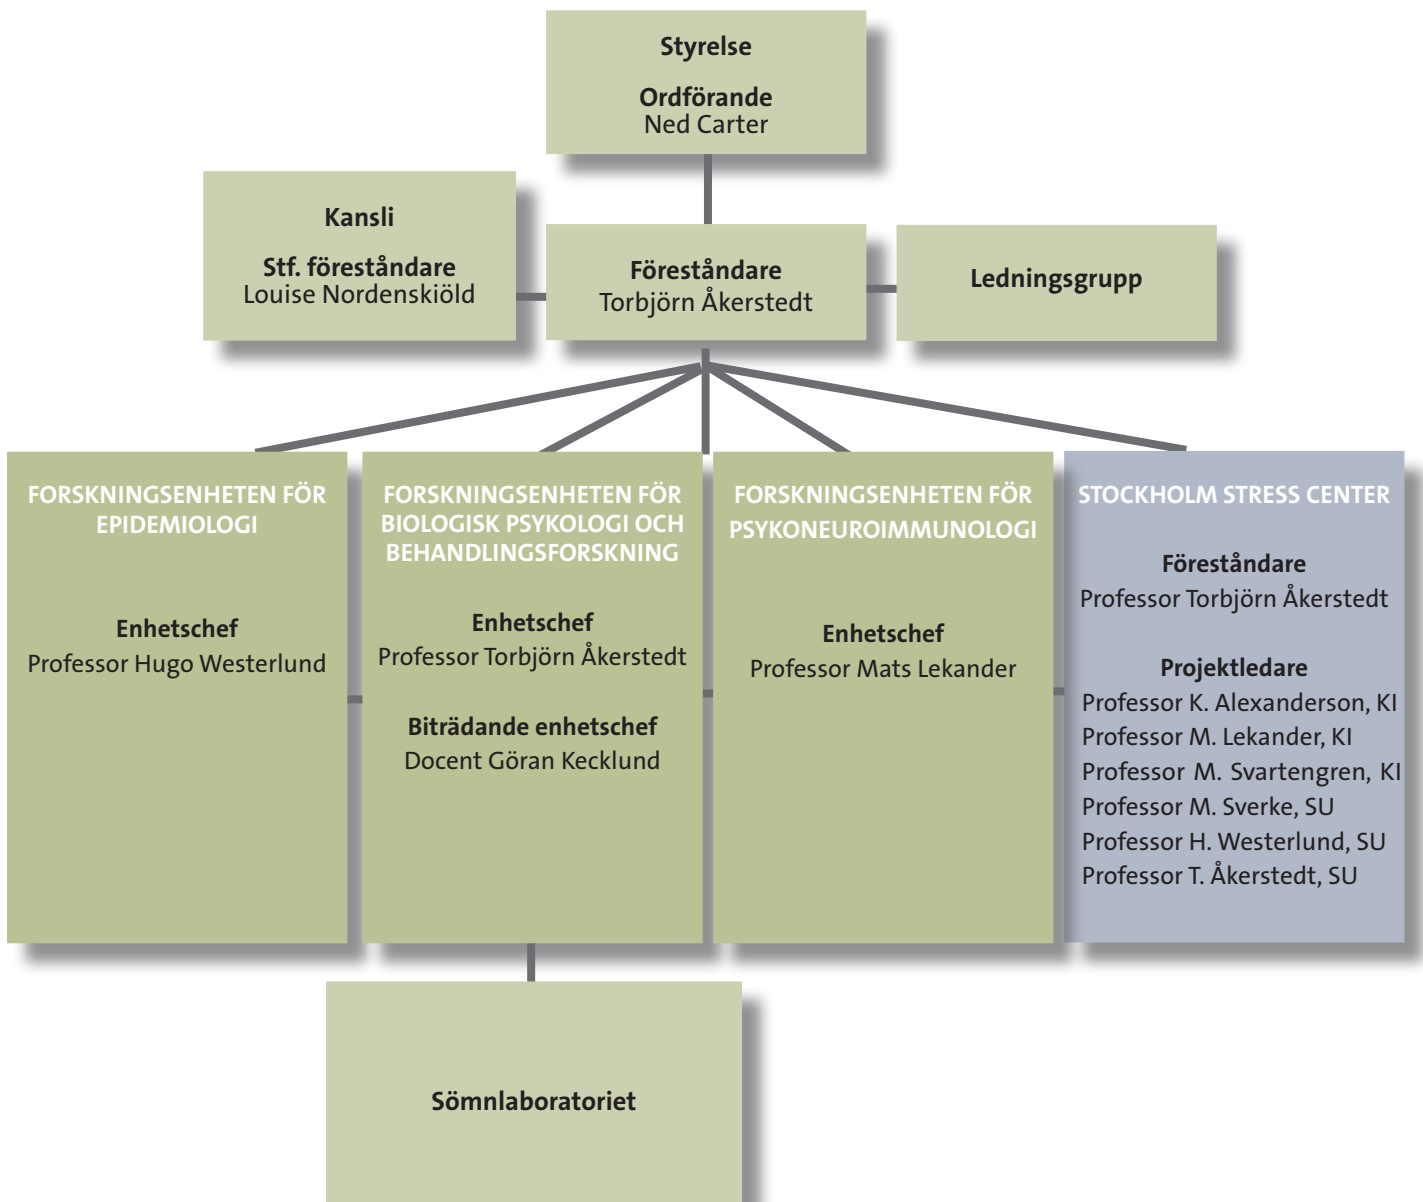 Styrelse
Ordförande
Ned Carter
Kansli
Stf. föreståndare
Louise Nordenskiöld
Föreståndare
Torbjörn Åkerstedt
Ledningsgrupp
FORSKNINGSENHETEN FÖR
EPIDEMIOLOGI
Enhetschef
Professor Hugo Westerlund
FORSKNINGSENHETEN FÖR
BIOLOGISK PSYKOLOGI OCH
BEHANDLINGSFORSKNING
Enhetschef
Professor Torbjörn Åkerstedt
Biträdande enhetschef
Docent Göran Kecklund
FORSKNINGSENHETEN FÖR
PSYKONEUROIMMUNOLOGI
Enhetschef
Professor Mats Lekander
STOCKHOLM STRESS CENTER
Föreståndare
Professor Torbjörn Åkerstedt
Projektledare
Professor K. Alexanderson, KI
Professor M. Lekander, KI
Professor M. Svartengren, KI
Professor M. Sverke, SU
Professor H. Westerlund, SU
Professor T. Åkerstedt, SU
Sömnlaboratoriet